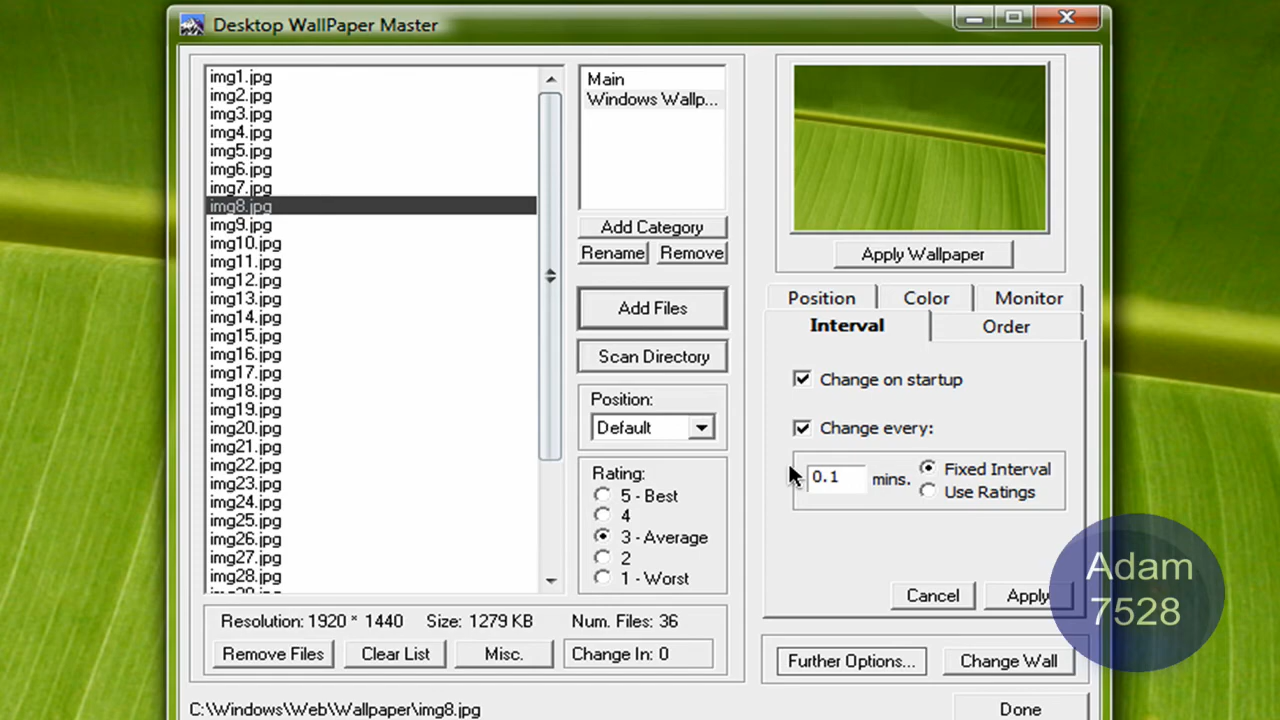 Desktop WallPaper Master
img1.jpg
img2.jpg
img3.jpg
img4.jpg
img5.jpg
img6.jpg
img7.jpg
img8.jpg
img9.jpg
img10.jpg
img11.jpg
img12.jpg
img13.jpg
img14.jpg
img15.jpg
img16.jpg
img17.jpg
img18.jpg
img19.jpg
img20.jpg
img21.jpg
img22.jpg
img23.jpg
img24.jpg
img25.jpg
img26.jpg
img27.jpg
img28.jpg
Resolution: 1920 * 1440 Size: 1279 KB Num. Files: 36
Remove Files Clear List Misc. Change In: 0
C:\Windows\Web\Wallpaper\img8.jpg
Main
Windows Wallp...
Add Category
Rename Remove
Add Files
Scan Directory
Position:
Default
Rating:
5 - Best
4
3 - Average
2
1 - Worst
Apply Wallpaper
Position Color Monitor
Interval Order
Change on startup
Change every:
0.1 mins. Fixed Interval
Use Ratings
Cancel Apply
Further Options... Change Wall
Done
Adam
7528